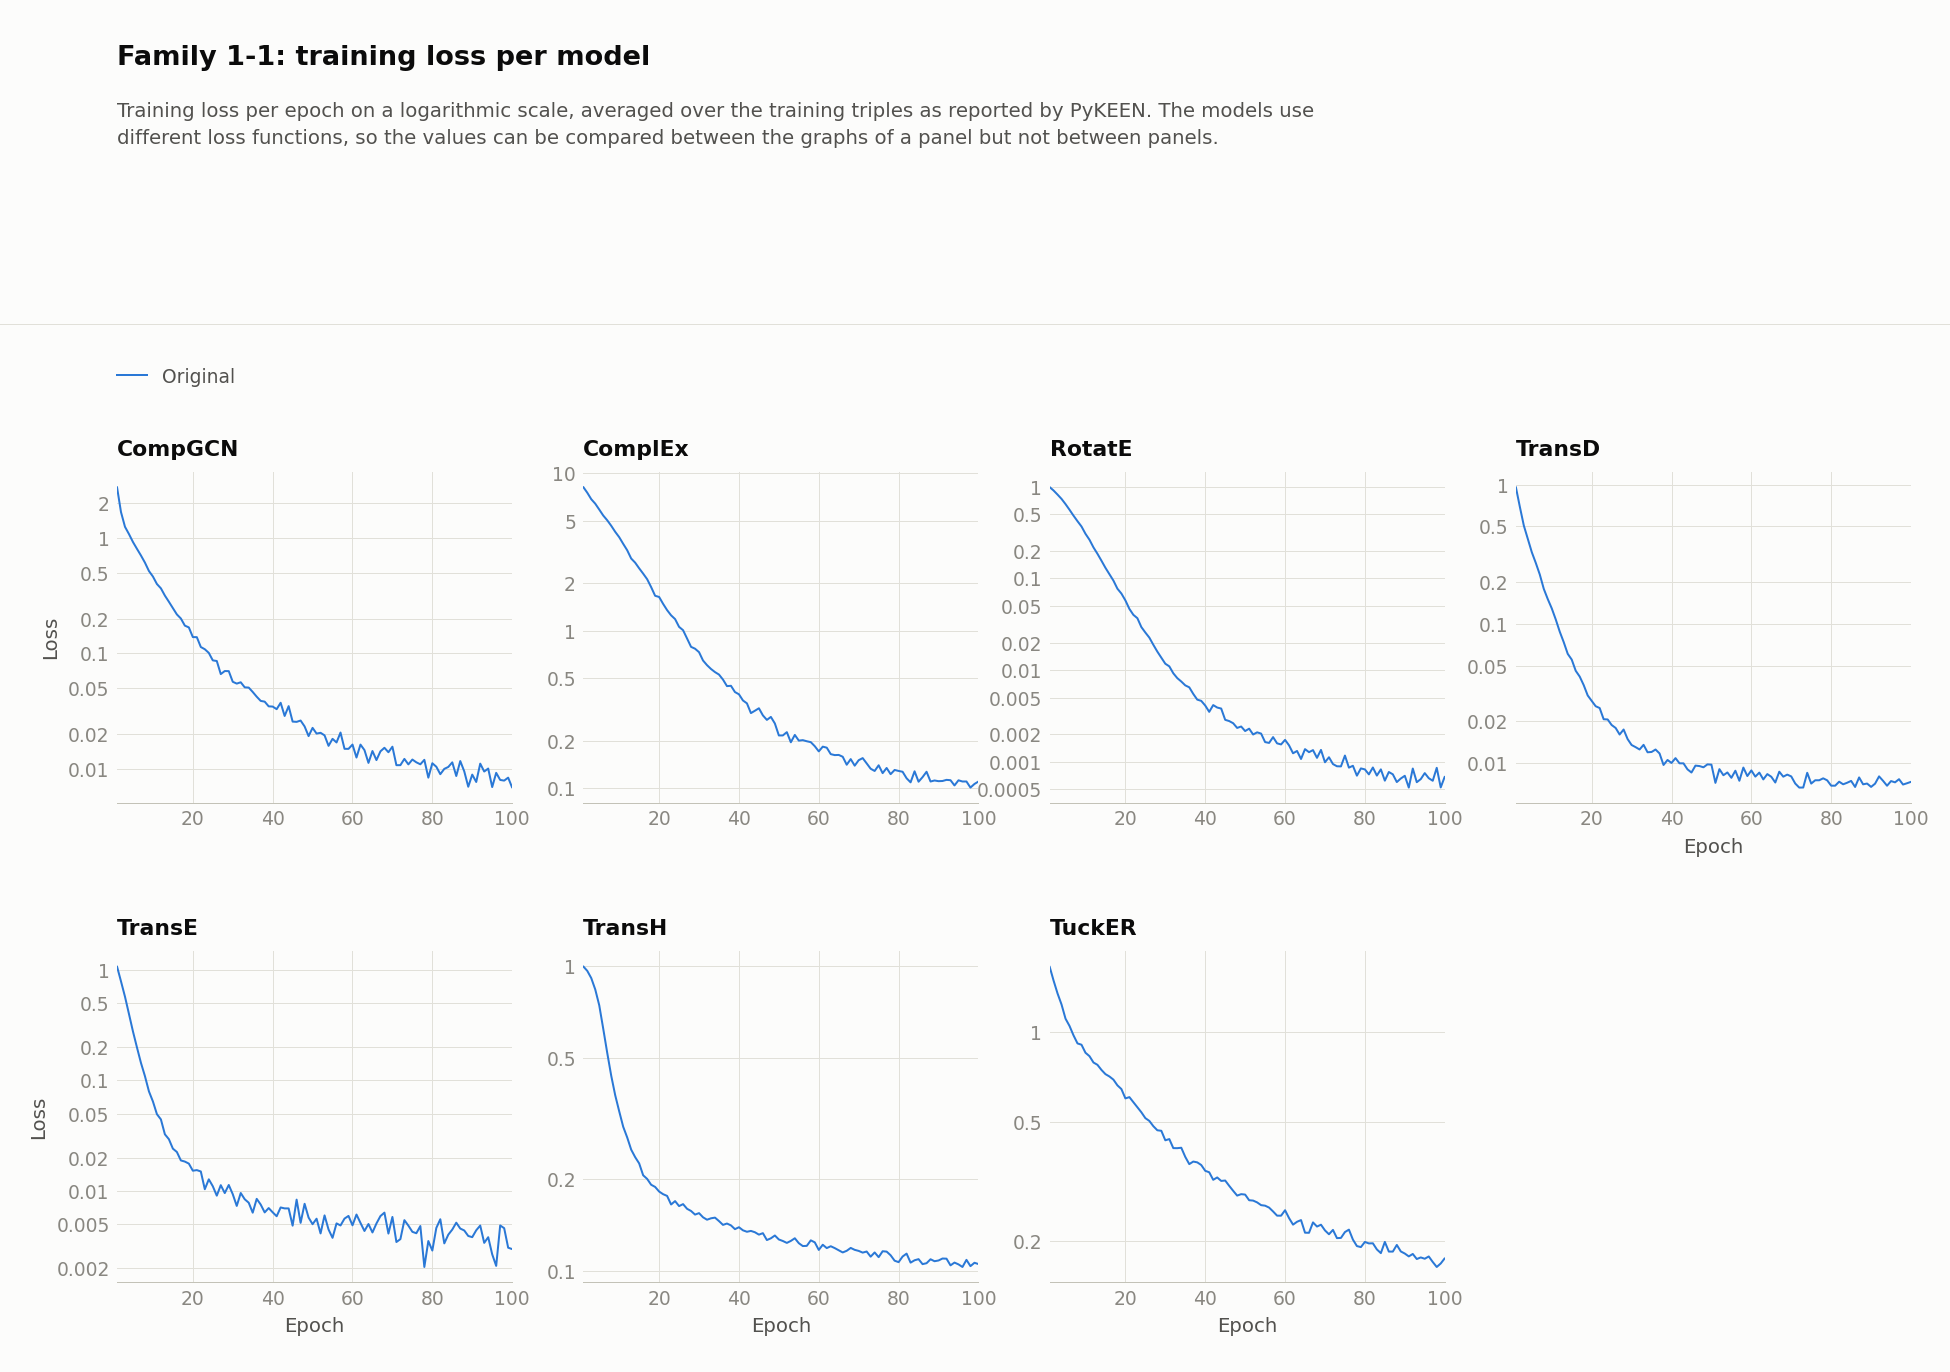 Family 1-1: training loss per model
Training loss per epoch on a logarithmic scale, averaged over the training triples as reported by PyKEEN. The models use
different loss functions, so the values can be compared between the graphs of a panel but not between panels.
Original
CompGCN
2
1
0.5
0.2
0.1
0.05
0.02
0.01
Loss
20 40 60 80 100
ComplEx
10
5
2
1
0.5
0.2
0.1
20 40 60 80 100
RotatE
1
0.5
0.2
0.1
0.05
0.02
0.01
0.005
0.002
0.001
0.0005
20 40 60 80 100
TransD
1
0.5
0.2
0.1
0.05
0.02
0.01
20 40 60 80 100
Epoch
TransE
1
0.5
0.2
0.1
0.05
0.02
0.01
0.005
0.002
Loss
20 40 60 80 100
Epoch
TransH
1
0.5
0.2
0.1
20 40 60 80 100
Epoch
TuckER
1
0.5
0.2
20 40 60 80 100
Epoch